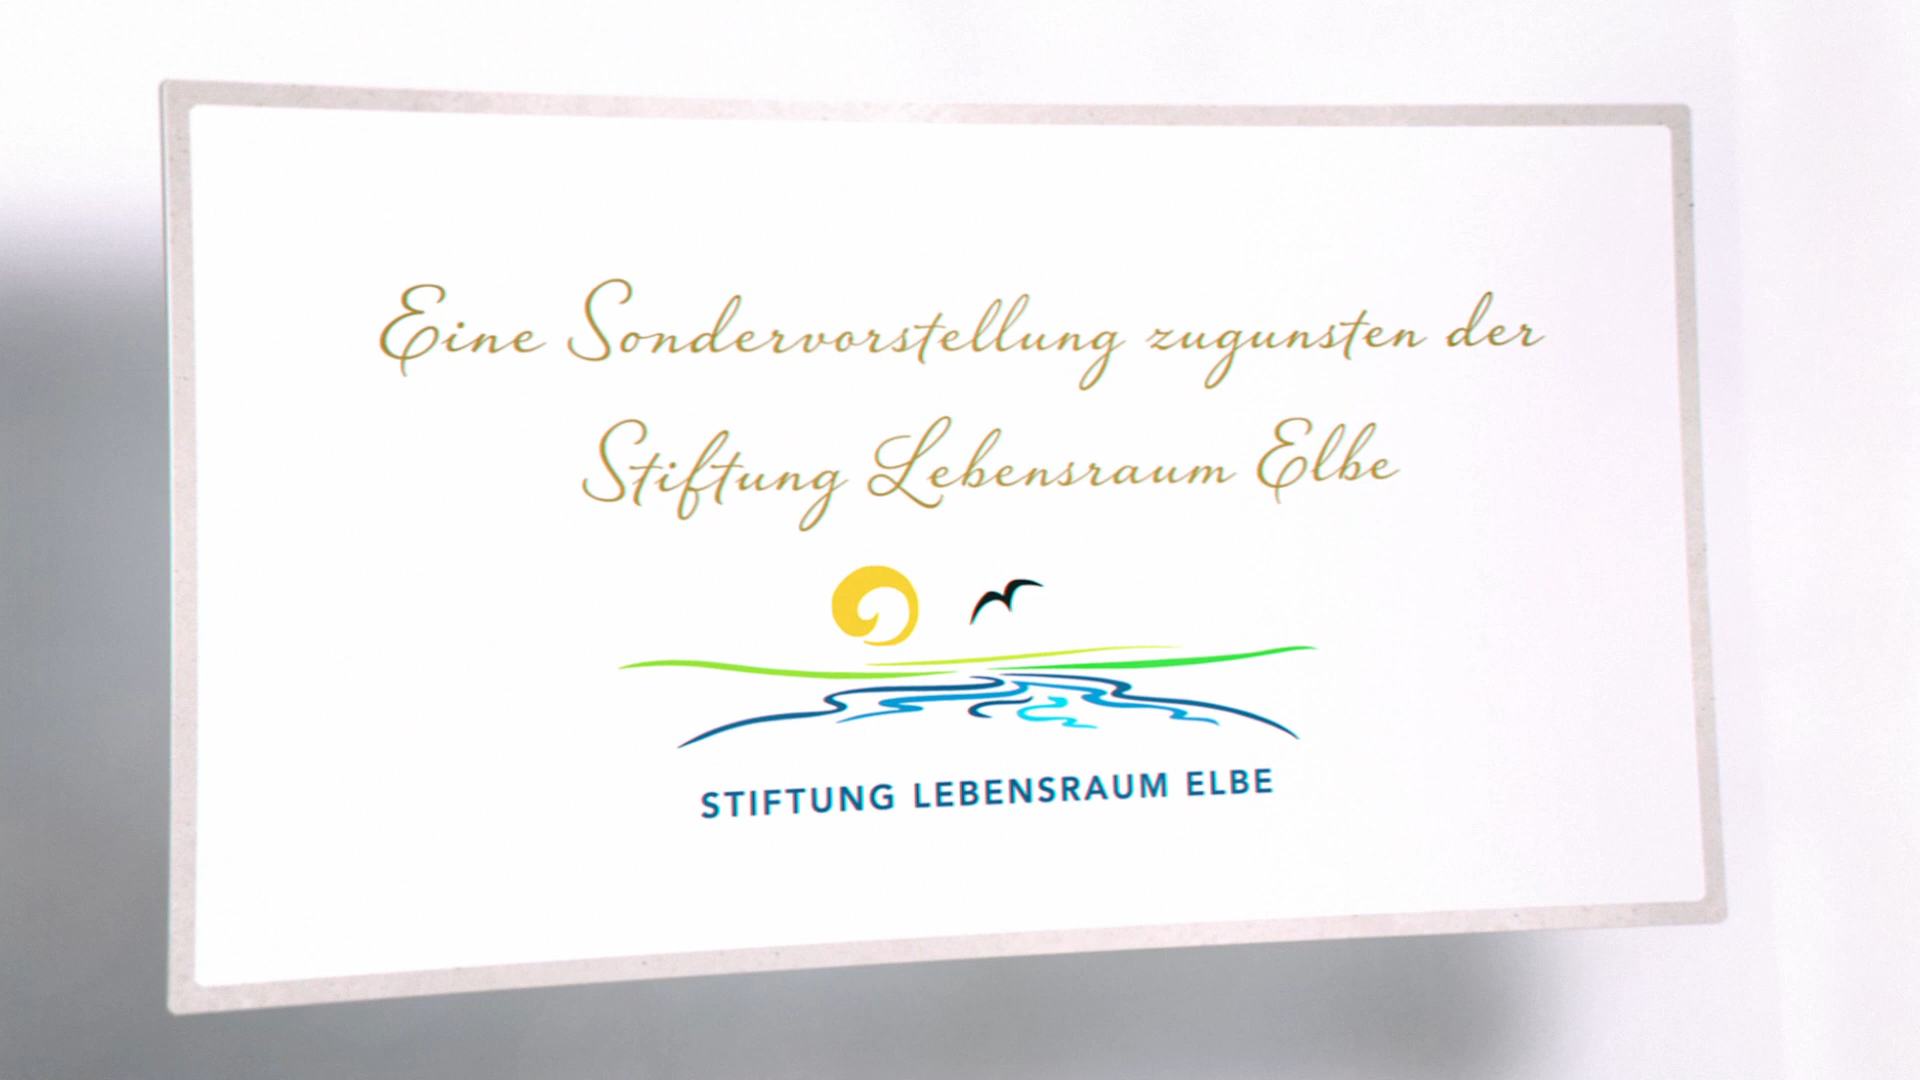 Eine Sondervorstellung zugunsten der
Stiftung Lebensraum Elbe
STIFTUNG LEBENSRAUM ELBE